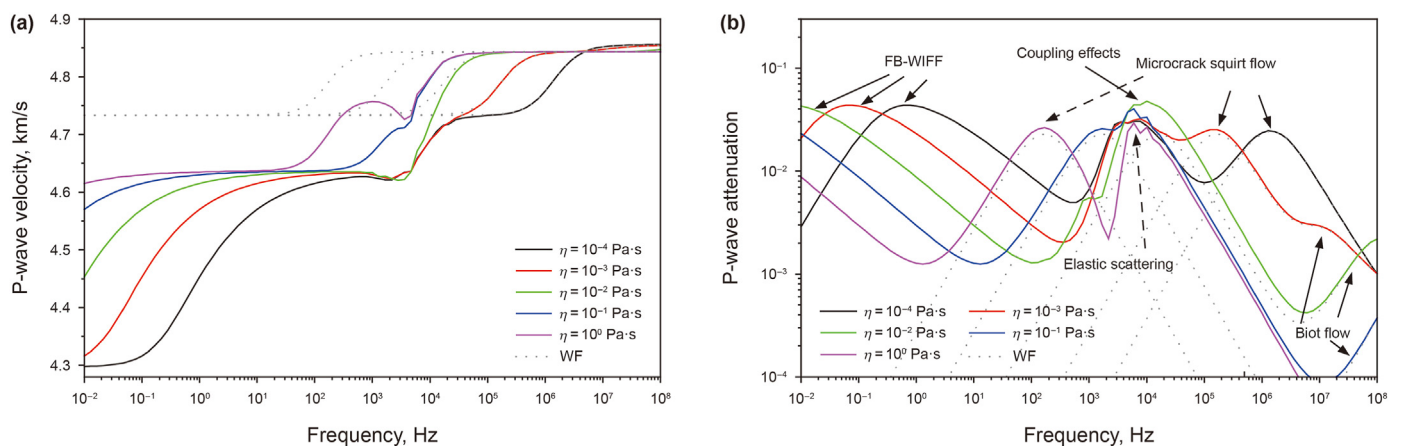 (a)
4.9
4.8
4.7
4.6
4.5
4.4
4.3
P-wave velocity, km/s
η = 10⁻⁴ Pa·s
η = 10⁻³ Pa·s
η = 10⁻² Pa·s
η = 10⁻¹ Pa·s
η = 10⁰ Pa·s
WF
10⁻² 10⁻¹ 10⁰ 10¹ 10² 10³ 10⁴ 10⁵ 10⁶ 10⁷ 10⁸
Frequency, Hz
(b)
10⁻¹
10⁻²
10⁻³
10⁻⁴
P-wave attenuation
FB-WIFF
Coupling effects
Microcrack squirt flow
Elastic scattering
Biot flow
η = 10⁻⁴ Pa·s η = 10⁻³ Pa·s
η = 10⁻² Pa·s η = 10⁻¹ Pa·s
η = 10⁰ Pa·s WF
10⁻² 10⁻¹ 10⁰ 10¹ 10² 10³ 10⁴ 10⁵ 10⁶ 10⁷ 10⁸
Frequency, Hz